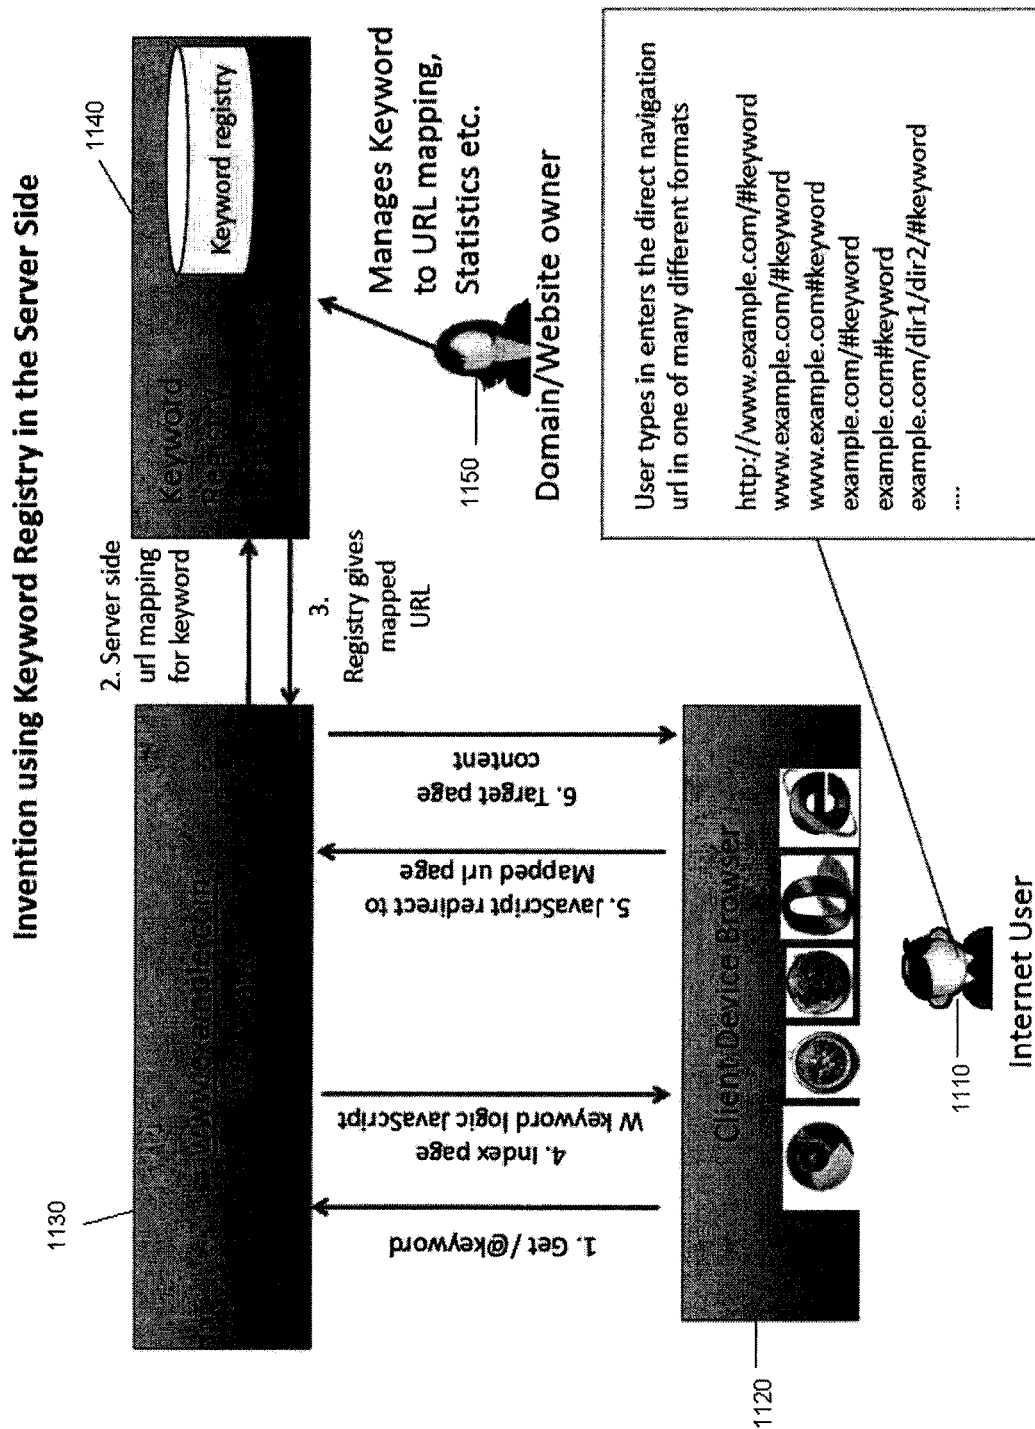 Invention using Keyword Registry in the Server Side
1130
www.example.com
1140
Keyword
Keyword registry
2. Server side
url mapping
for keyword
3.
Registry gives
mapped
URL
Manages Keyword
to URL mapping,
Statistics etc.
1150
Domain/Website owner
1. Get /@keyword
4. Index page
W keyword logic JavaScript
5. JavaScript redirect to
Mapped url page
6. Target page
content
1120
Client Device Browser
1110
Internet User
User types in enters the direct navigation
url in one of many different formats
http://www.example.com/#keyword
www.example.com/#keyword
www.example.com#keyword
example.com/#keyword
example.com#keyword
example.com/dir1/dir2/#keyword
....